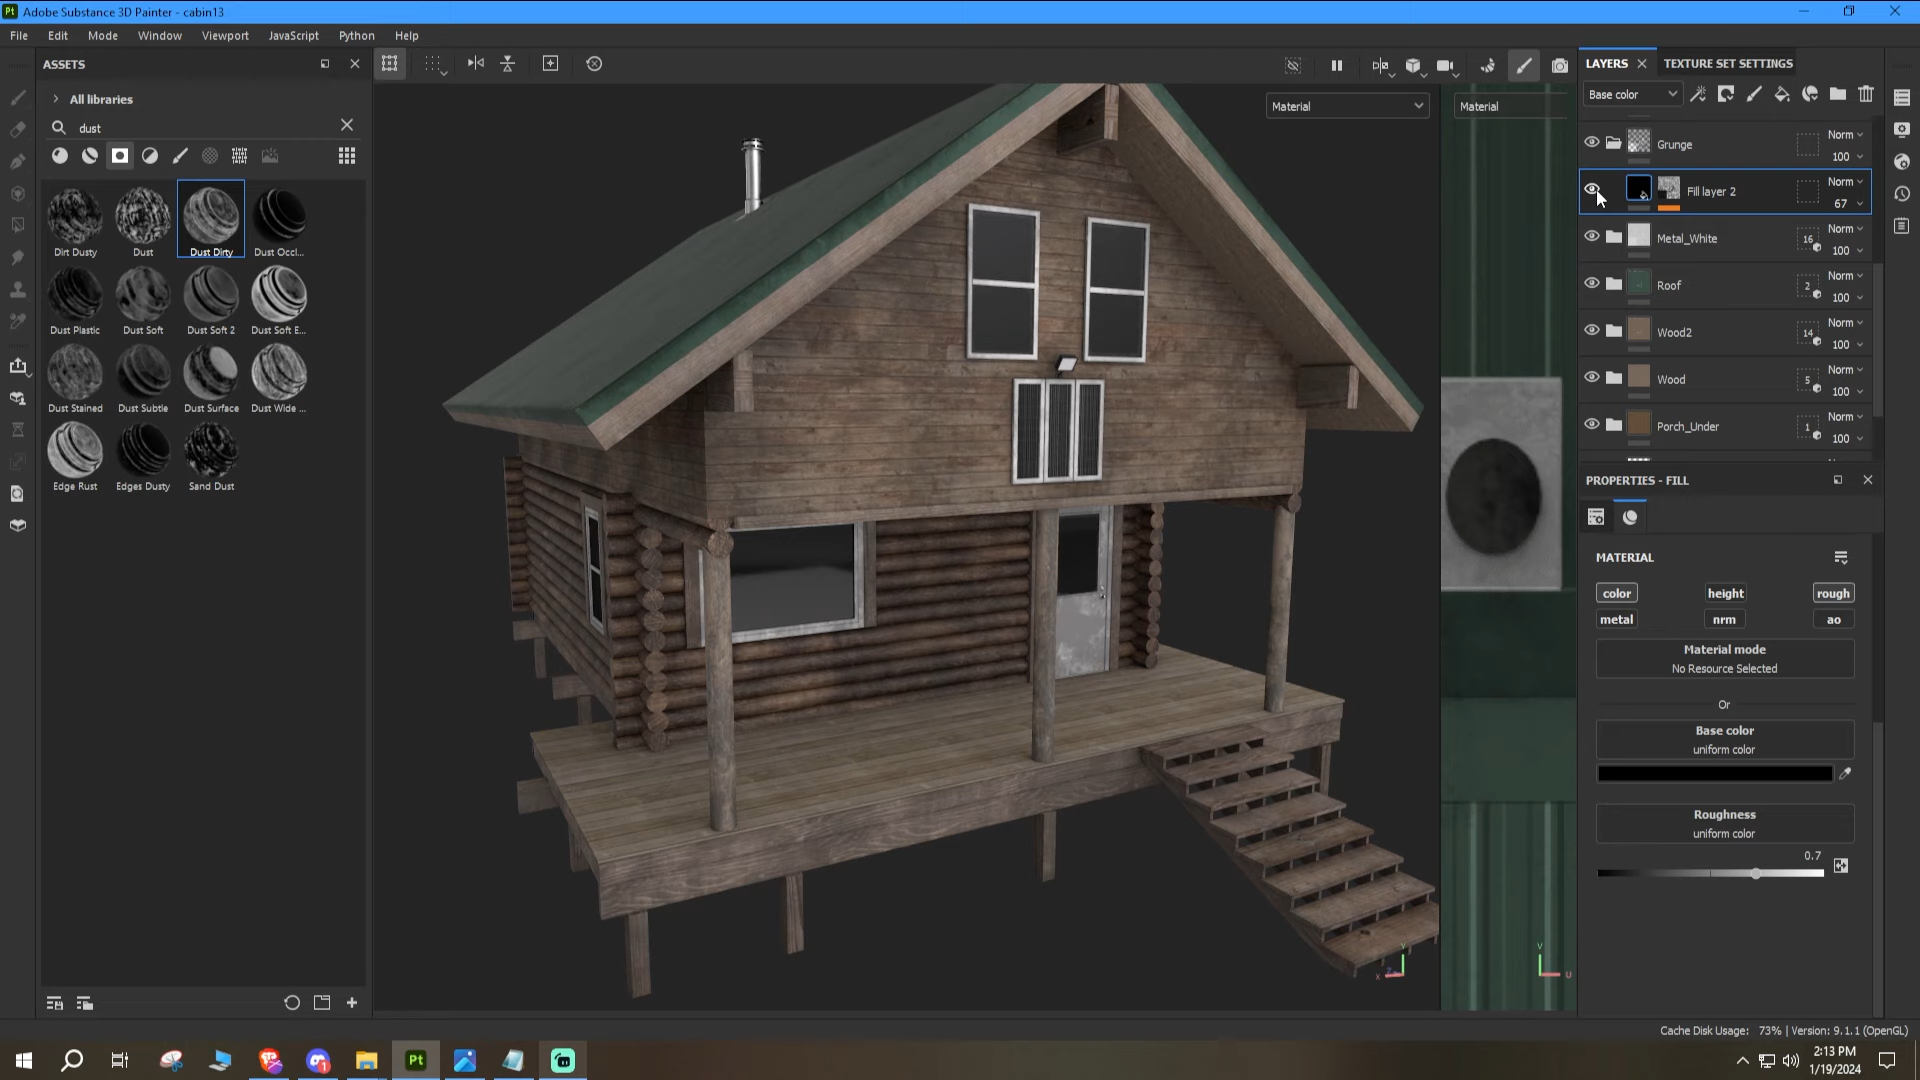 Pt Adobe Substance 3D Painter - cabin13
File Edit Mode Window Viewport JavaScript Python Help
ASSETS
All libraries
dust
Dirt Dusty Dust Dust Dirty Dust Occl...
Dust Plastic Dust Soft Dust Soft 2 Dust Soft E...
Dust Stained Dust Subtle Dust Surface Dust Wide ...
Edge Rust Edges Dusty Sand Dust
Material
Material
LAYERS TEXTURE SET SETTINGS
Base color
Grunge Norm 100
Fill layer 2 Norm 67
Metal_White 16 Norm 100
Roof 2 Norm 100
Wood2 14 Norm 100
Wood 5 Norm 100
Porch_Under 1 Norm 100
PROPERTIES - FILL
MATERIAL
color height rough
metal nrm ao
Material mode
No Resource Selected
Or
Base color
uniform color
Roughness
uniform color
0.7
Y
X
V
U
Cache Disk Usage: 73% | Version: 9.1.1 (OpenGL)
Pt
2:13 PM
1/19/2024